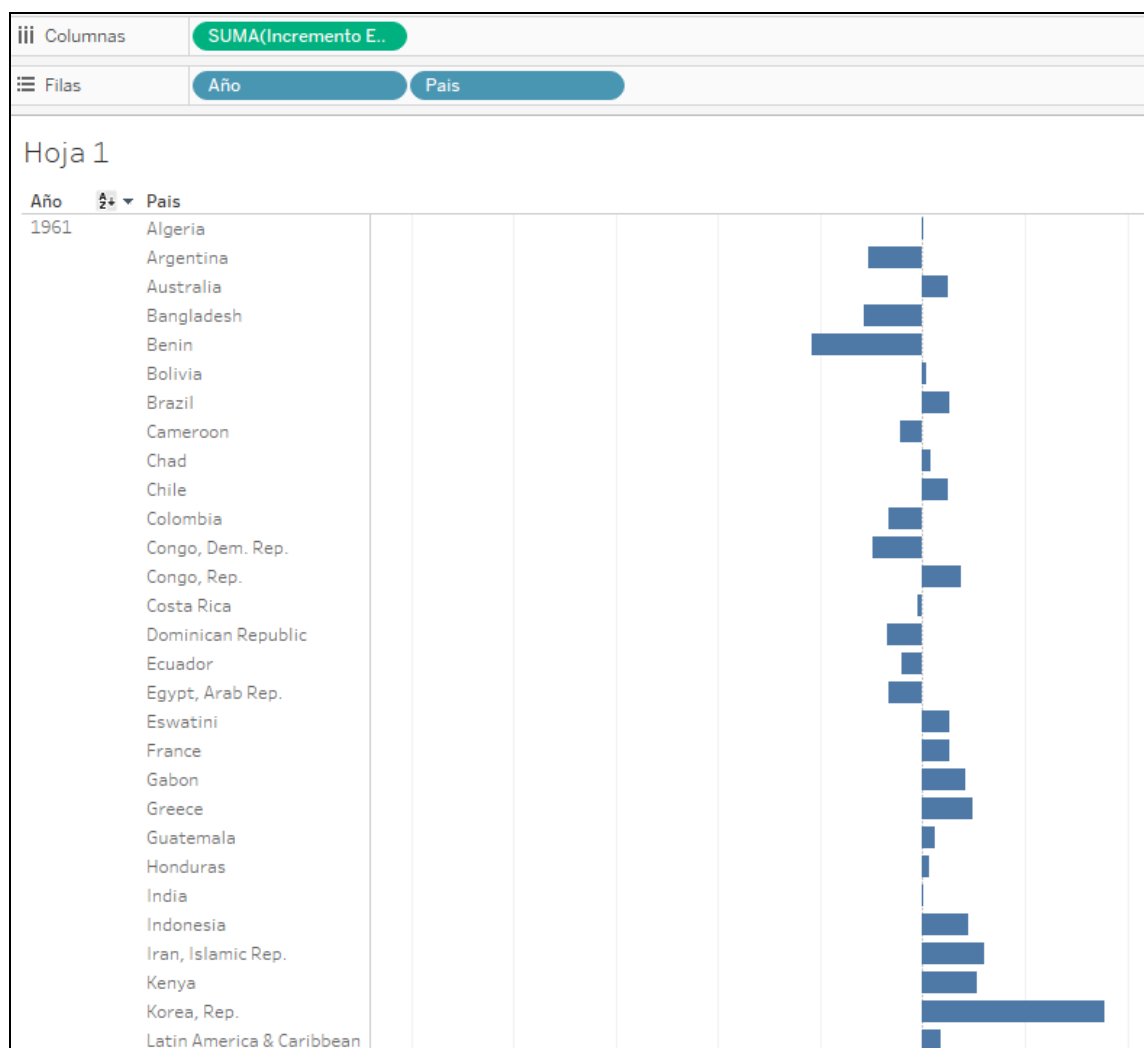 Columnas SUMA(Incremento E..
Filas Año Pais
Hoja 1
Año Pais
1961 Algeria
Argentina
Australia
Bangladesh
Benin
Bolivia
Brazil
Cameroon
Chad
Chile
Colombia
Congo, Dem. Rep.
Congo, Rep.
Costa Rica
Dominican Republic
Ecuador
Egypt, Arab Rep.
Eswatini
France
Gabon
Greece
Guatemala
Honduras
India
Indonesia
Iran, Islamic Rep.
Kenya
Korea, Rep.
Latin America & Caribbean